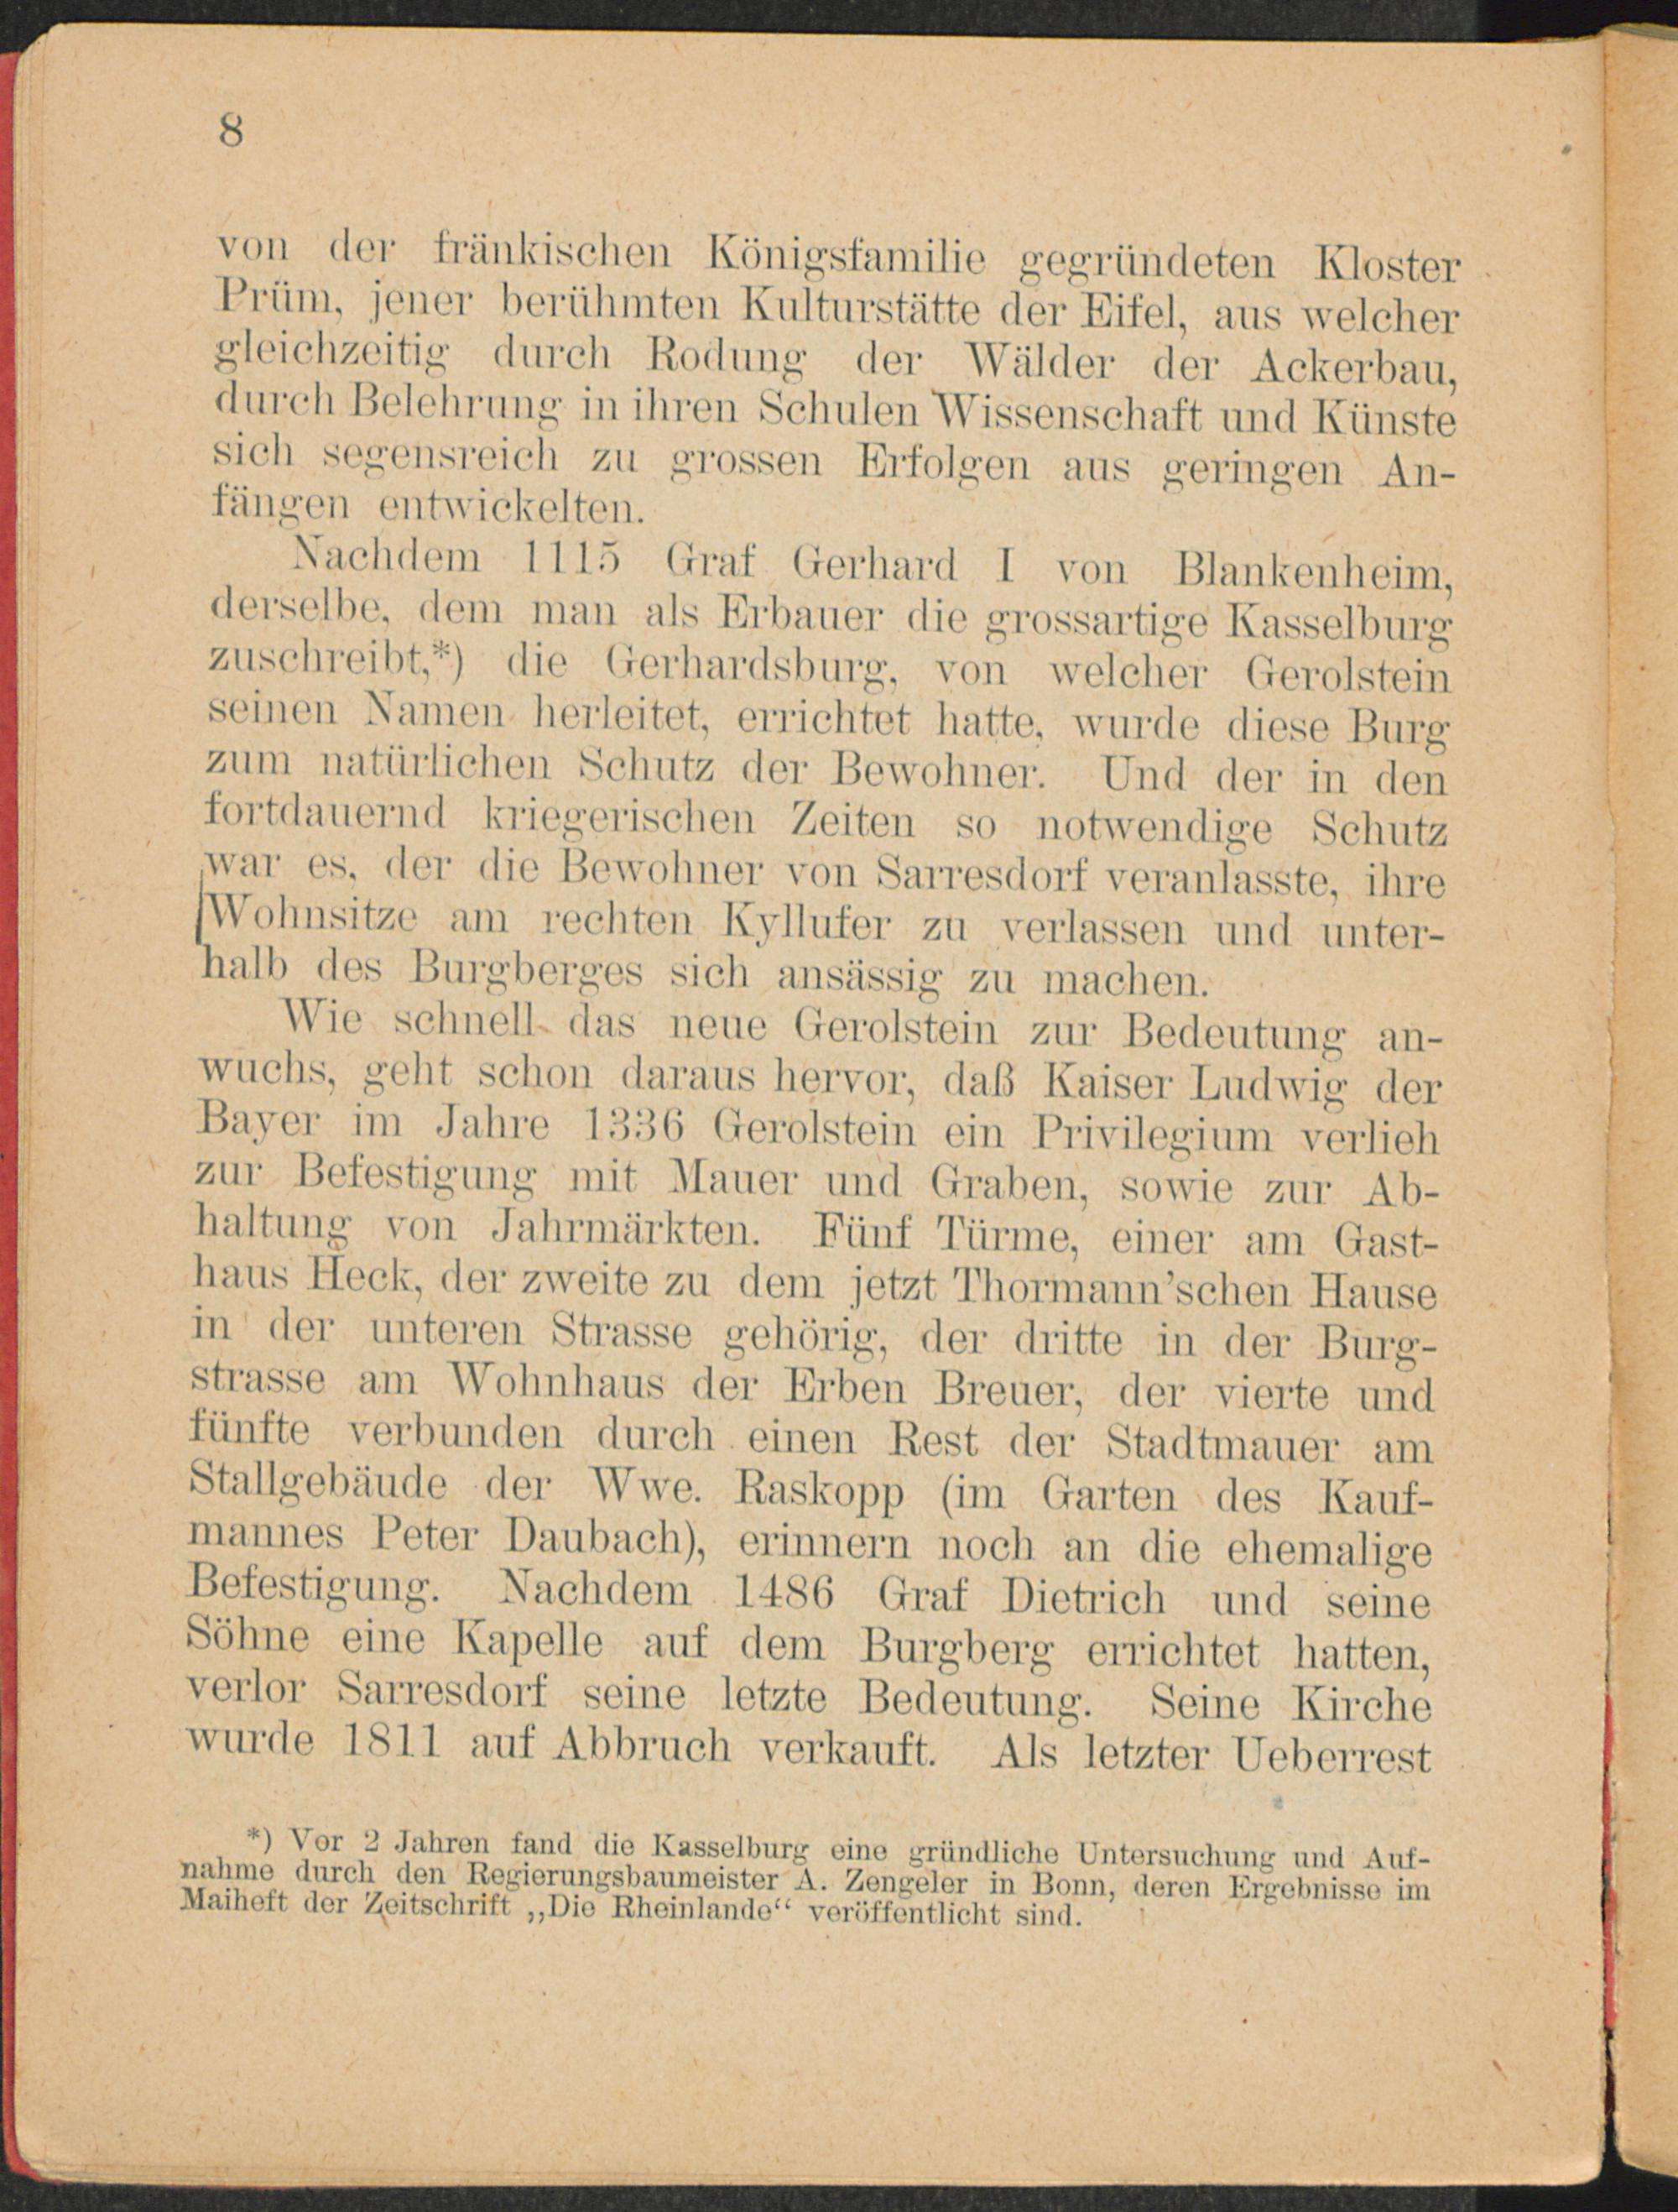 8
von der fränkischen Königsfamilie gegründeten Kloster
Prüm, jener berühmten Kulturstätte der Eifel, aus welcher
gleichzeitig durch Rodung der Wälder der Ackerbau,
durch Belehrung in ihren Schulen Wissenschaft und Künste
sich segensreich zu grossen Erfolgen aus geringen An-
fängen entwickelten.
Nachdem 1115 Graf Gerhard I von Blankenheim,
derselbe, dem man als Erbauer die grossartige Kasselburg
zuschreibt,*) die Gerhardsburg, von welcher Gerolstein
seinen Namen herleitet, errichtet hatte, wurde diese Burg
zum natürlichen Schutz der Bewohner. Und der in den
fortdauernd kriegerischen Zeiten so notwendige Schutz
war es, der die Bewohner von Sarresdorf veranlasste, ihre
Wohnsitze am rechten Kyllufer zu verlassen und unter-
halb des Burgberges sich ansässig zu machen.
Wie schnell das neue Gerolstein zur Bedeutung an-
wuchs, geht schon daraus hervor, daß Kaiser Ludwig der
Bayer im Jahre 1336 Gerolstein ein Privilegium verlieh
zur Befestigung mit Mauer und Graben, sowie zur Ab-
haltung von Jahrmärkten. Fünf Türme, einer am Gast-
haus Heck, der zweite zu dem jetzt Thormann'schen Hause
in der unteren Strasse gehörig, der dritte in der Burg-
strasse am Wohnhaus der Erben Breuer, der vierte und
fünfte verbunden durch einen Rest der Stadtmauer am
Stallgebäude der Wwe. Raskopp (im Garten des Kauf-
mannes Peter Daubach), erinnern noch an die ehemalige
Befestigung. Nachdem 1486 Graf Dietrich und seine
Söhne eine Kapelle auf dem Burgberg errichtet hatten,
verlor Sarresdorf seine letzte Bedeutung. Seine Kirche
wurde 1811 auf Abbruch verkauft. Als letzter Ueberrest
*) Vor 2 Jahren fand die Kasselburg eine gründliche Untersuchung und Auf-
nahme durch den Regierungsbaumeister A. Zengeler in Bonn, deren Ergebnisse im
Maiheft der Zeitschrift „Die Rheinlande“ veröffentlicht sind.